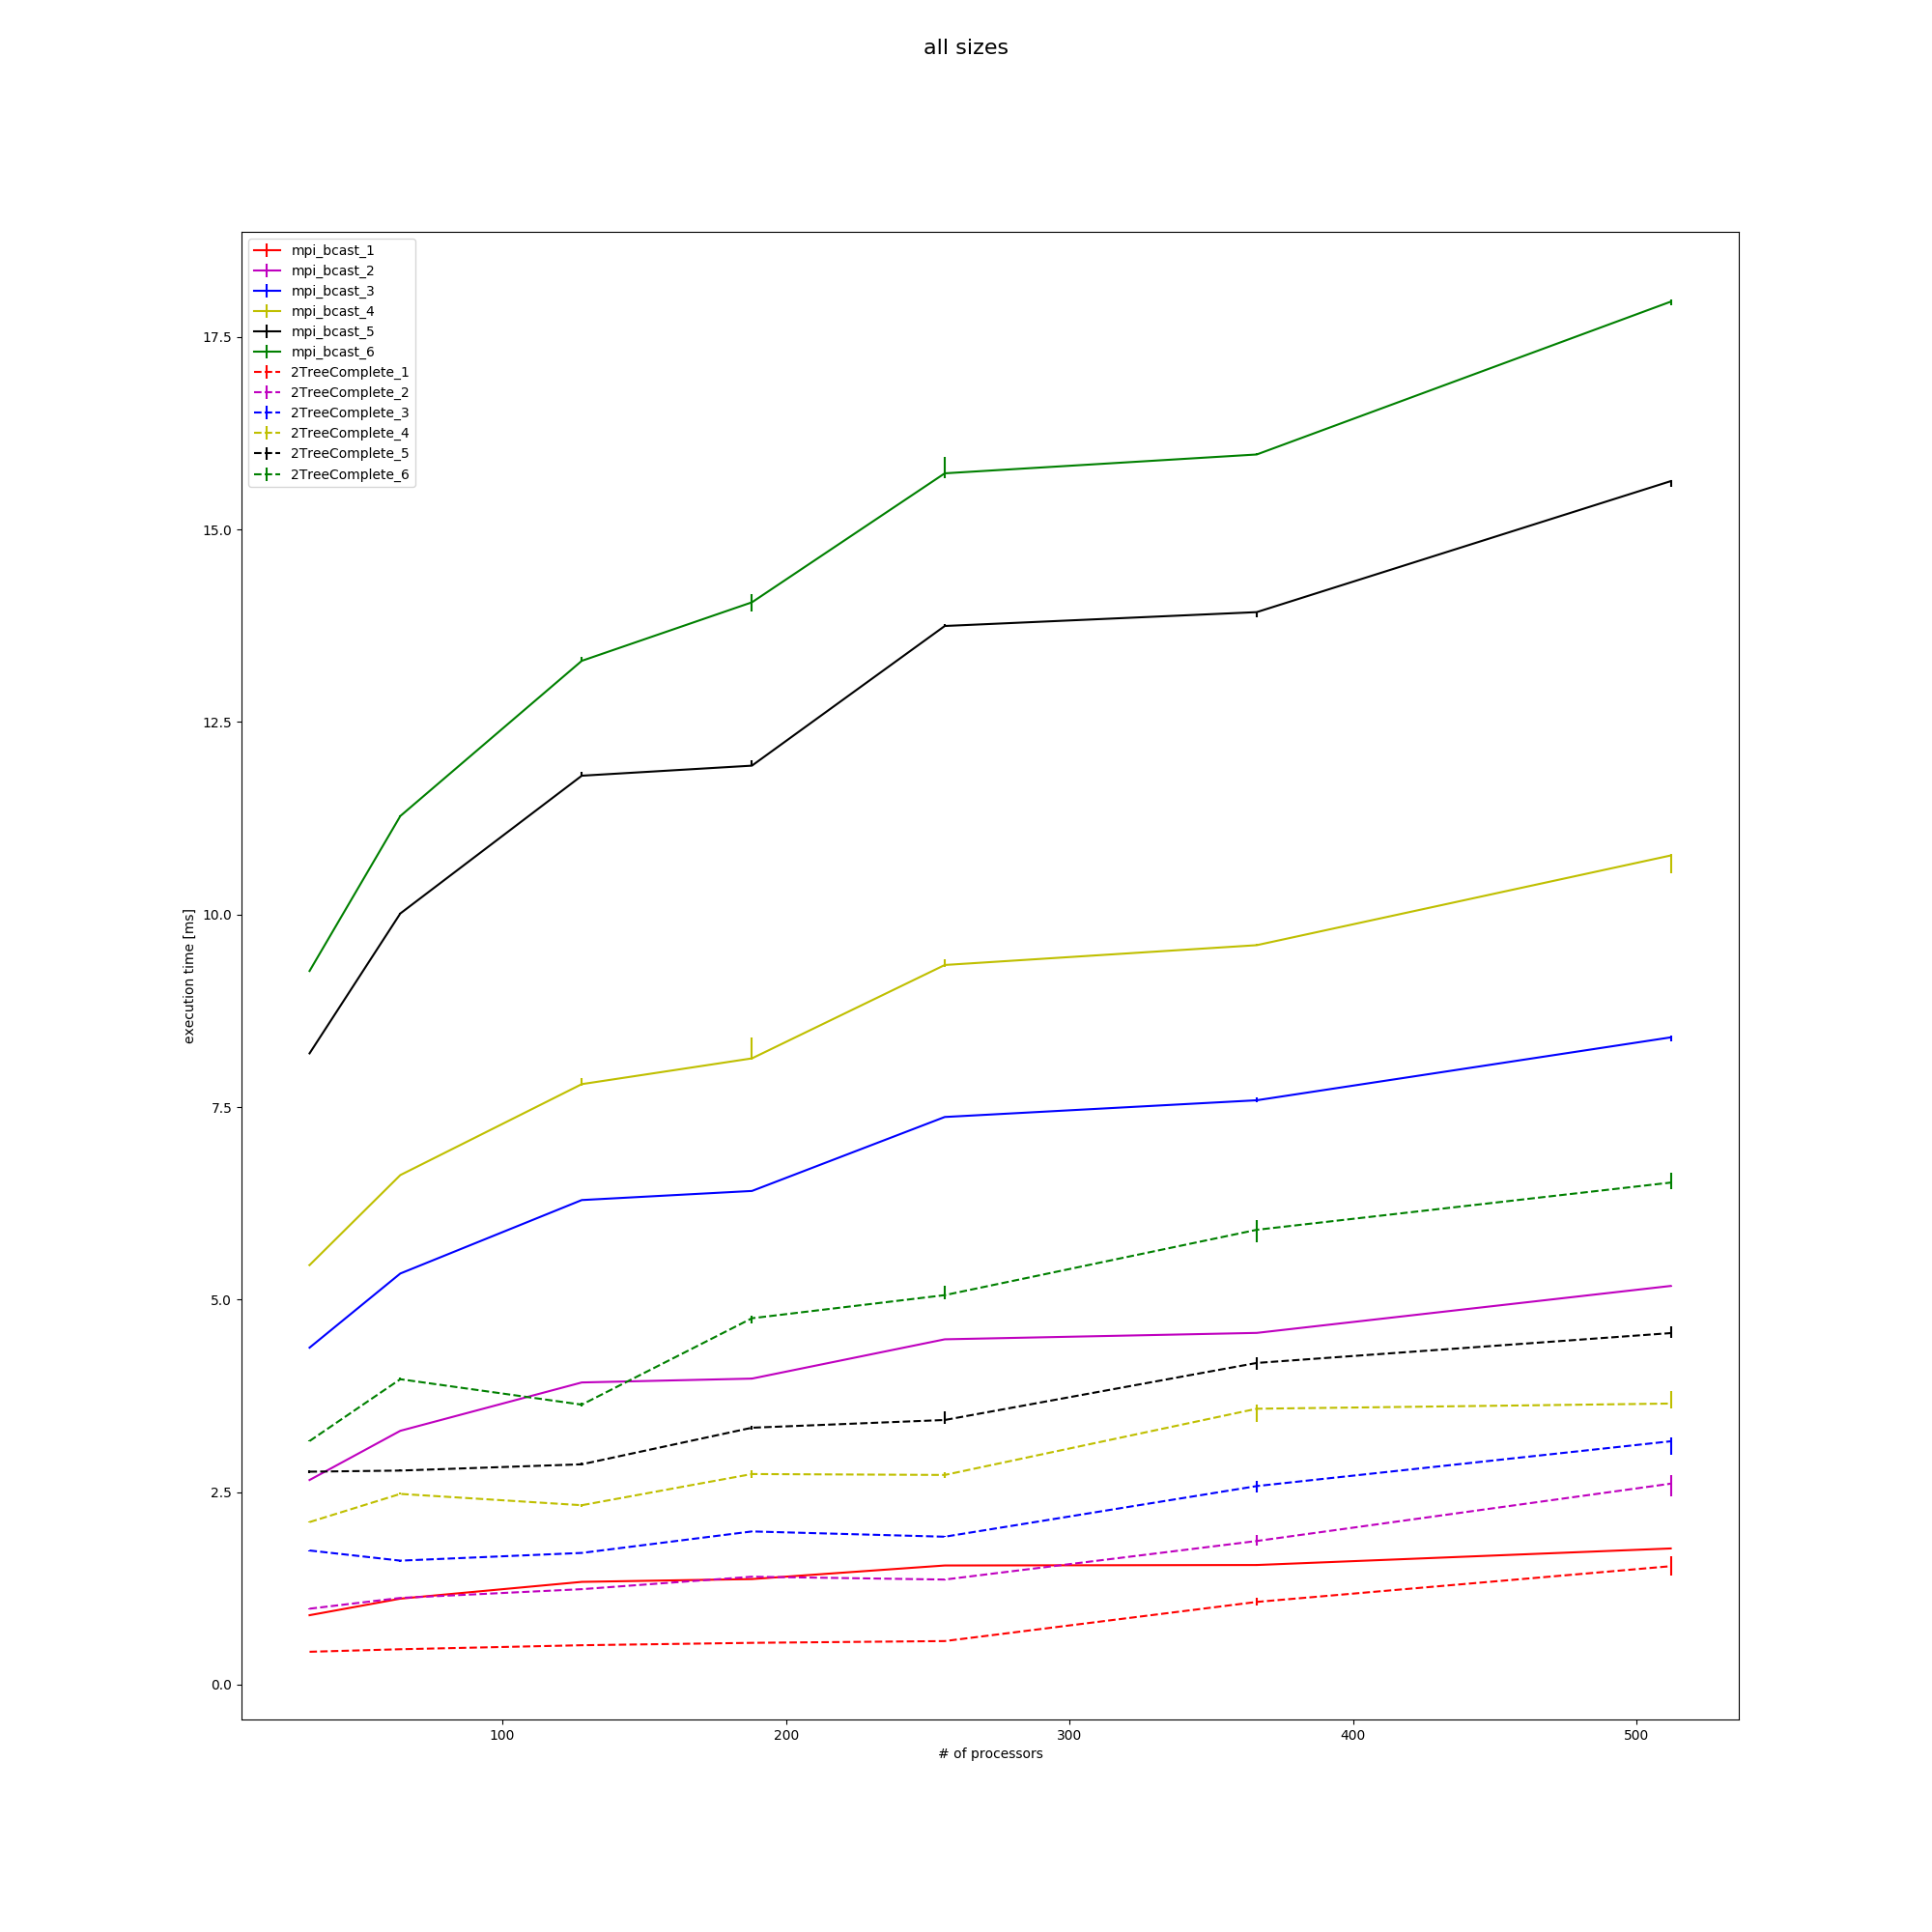 all sizes
mpi_bcast_1
mpi_bcast_2
mpi_bcast_3
mpi_bcast_4
mpi_bcast_5
mpi_bcast_6
2TreeComplete_1
2TreeComplete_2
2TreeComplete_3
2TreeComplete_4
2TreeComplete_5
2TreeComplete_6
17.5
15.0
12.5
10.0
7.5
5.0
2.5
0.0
execution time [ms]
100 200 300 400 500
# of processors